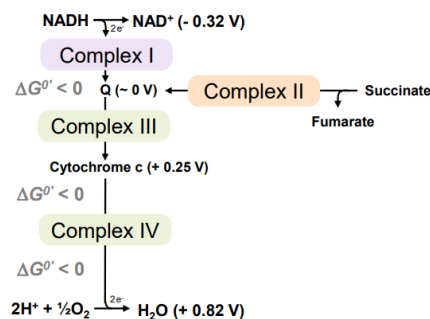 NADH NAD⁺ (- 0.32 V)
2e⁻
Complex I
ΔG⁰' < 0 Q (~ 0 V) Complex II Succinate
Fumarate
Complex III
Cytochrome c (+ 0.25 V)
ΔG⁰' < 0
Complex IV
ΔG⁰' < 0
2e⁻
2H⁺ + ½O₂ H₂O (+ 0.82 V)